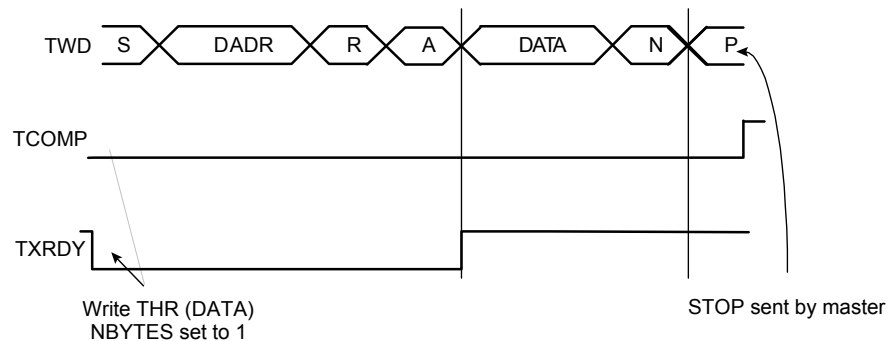 TWD S DADR R A DATA N P
TCOMP
TXRDY
Write THR (DATA)
NBYTES set to 1
STOP sent by master